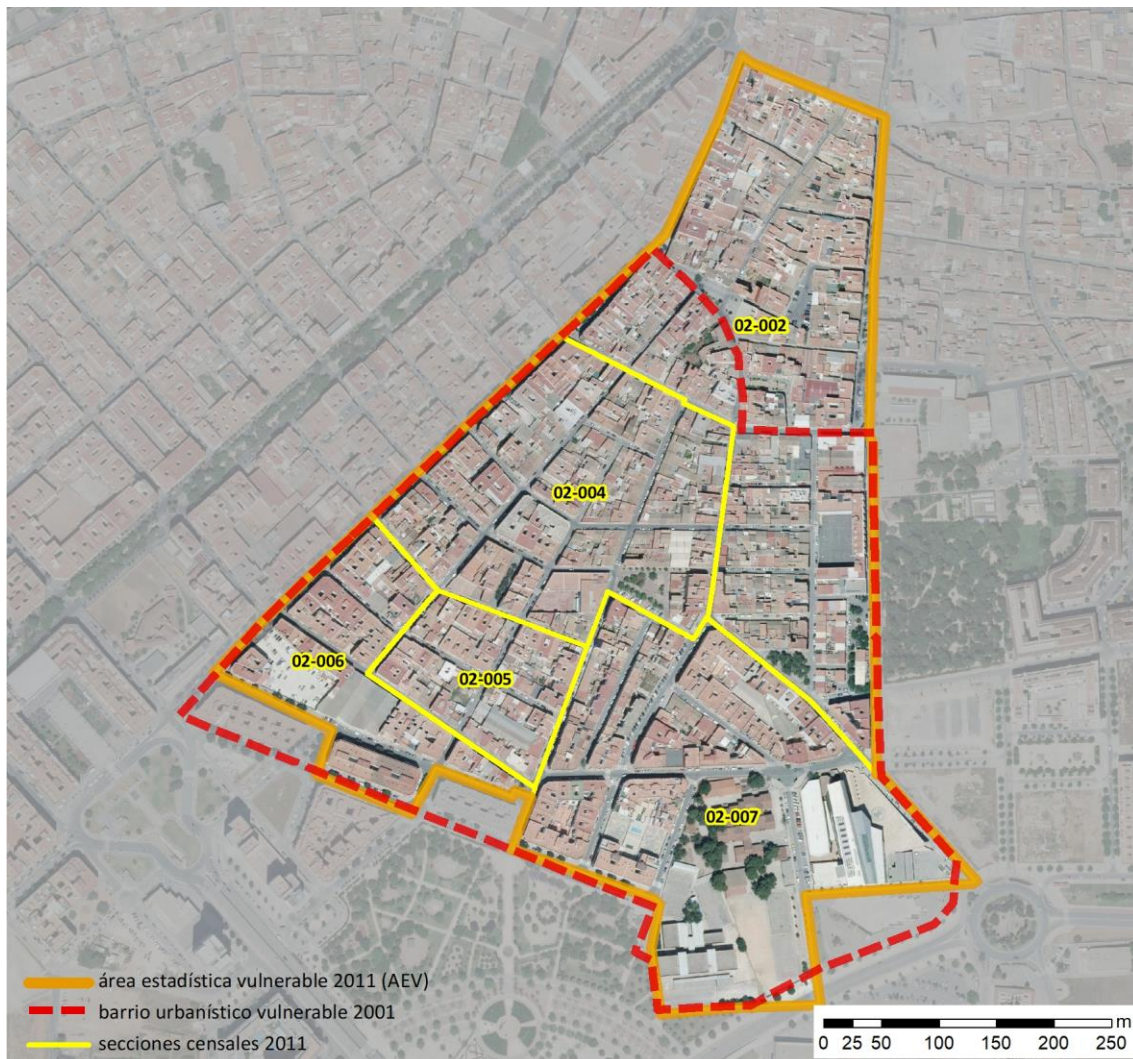 02-002
02-004
02-006
02-005
02-007
área estadística vulnerable 2011 (AEV)
barrio urbanístico vulnerable 2001
secciones censales 2011
0 25 50 100 150 200 250 m